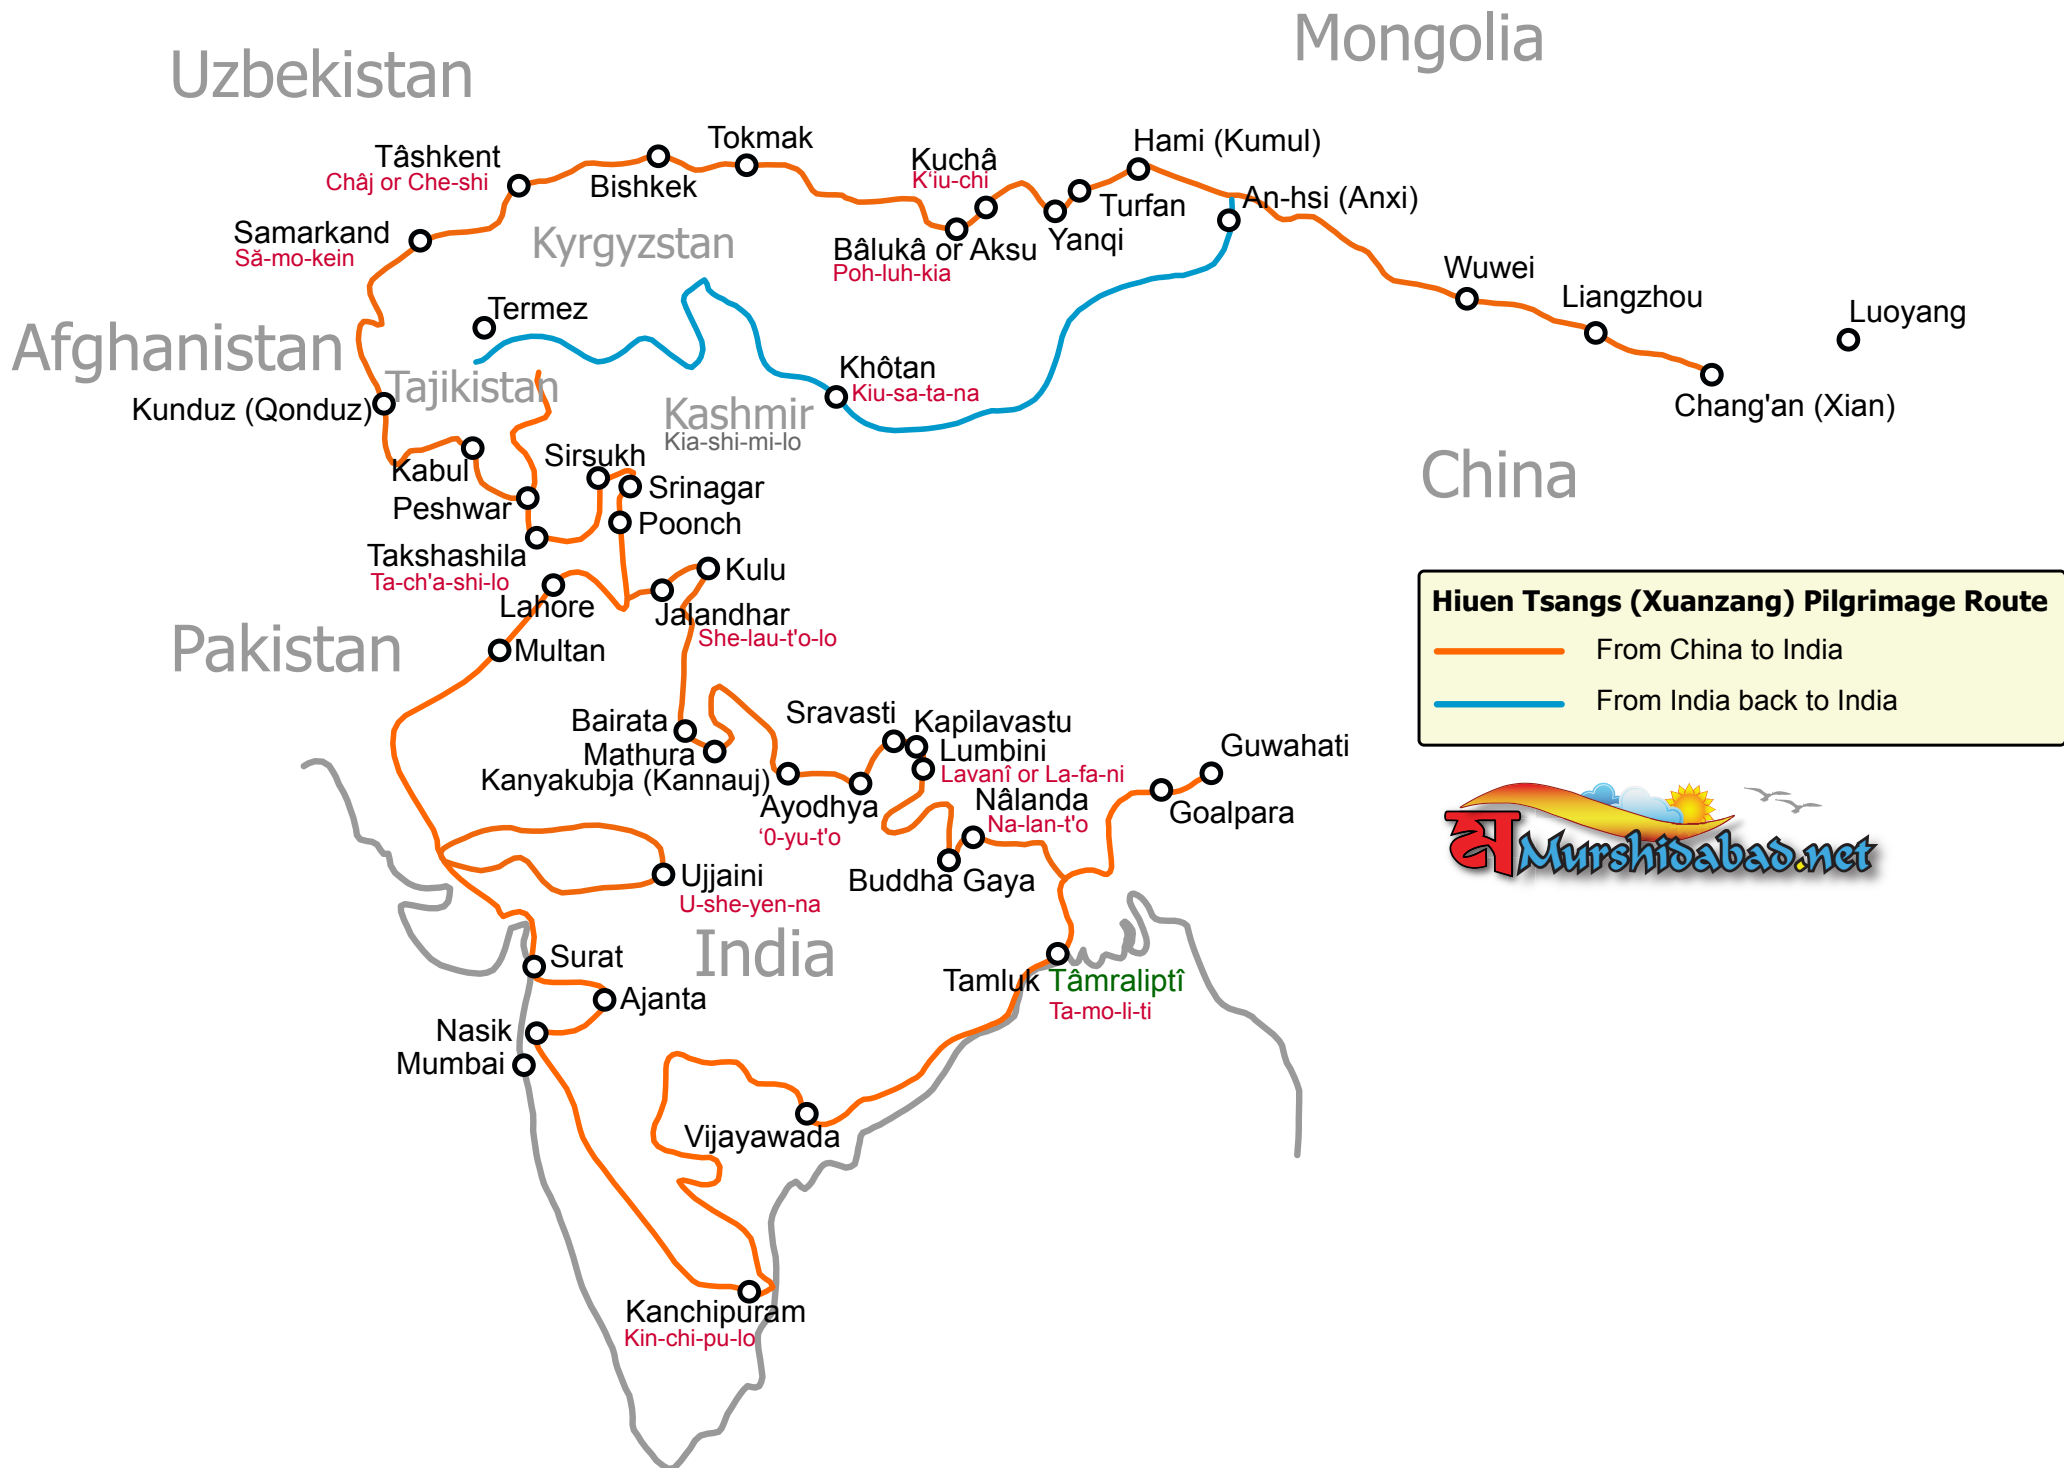 Mongolia
Uzbekistan
Tokmak
Hami (Kumul)
Tâshkent
Châj or Che-shi
Bishkek
Kuchâ
K‘iu-chi
Turfan
An-hsi (Anxi)
Samarkand
Să-mo-kein
Kyrgyzstan
Bâlukâ or Aksu
Poh-luh-kia
Yanqi
Wuwei
Liangzhou
Luoyang
Termez
Afghanistan
Tajikistan
Khôtan
Kiu-sa-ta-na
Kunduz (Qonduz)
Kashmir
Kia-shi-mi-lo
Chang'an (Xian)
Kabul
Sirsukh
Srinagar
China
Peshwar
Poonch
Takshashila
Ta-ch'a-shi-lo
Kulu
Lahore
Jalandhar
She-lau-t'o-lo
Pakistan
Multan
Hiuen Tsangs (Xuanzang) Pilgrimage Route
From China to India
From India back to India
Bairata
Mathura
Kanyakubja (Kannauj)
Sravasti
Kapilavastu
Lumbini
Lavanî or La-fa-ni
Guwahati
Ayodhya
‘0-yu-t'o
Nâlanda
Na-lan-t'o
Goalpara
ম Murshidabad.net
Ujjaini
U-she-yen-na
Buddha Gaya
India
Surat
Tamluk Tâmraliptî
Ta-mo-li-ti
Ajanta
Nasik
Mumbai
Vijayawada
Kanchipuram
Kin-chi-pu-lo